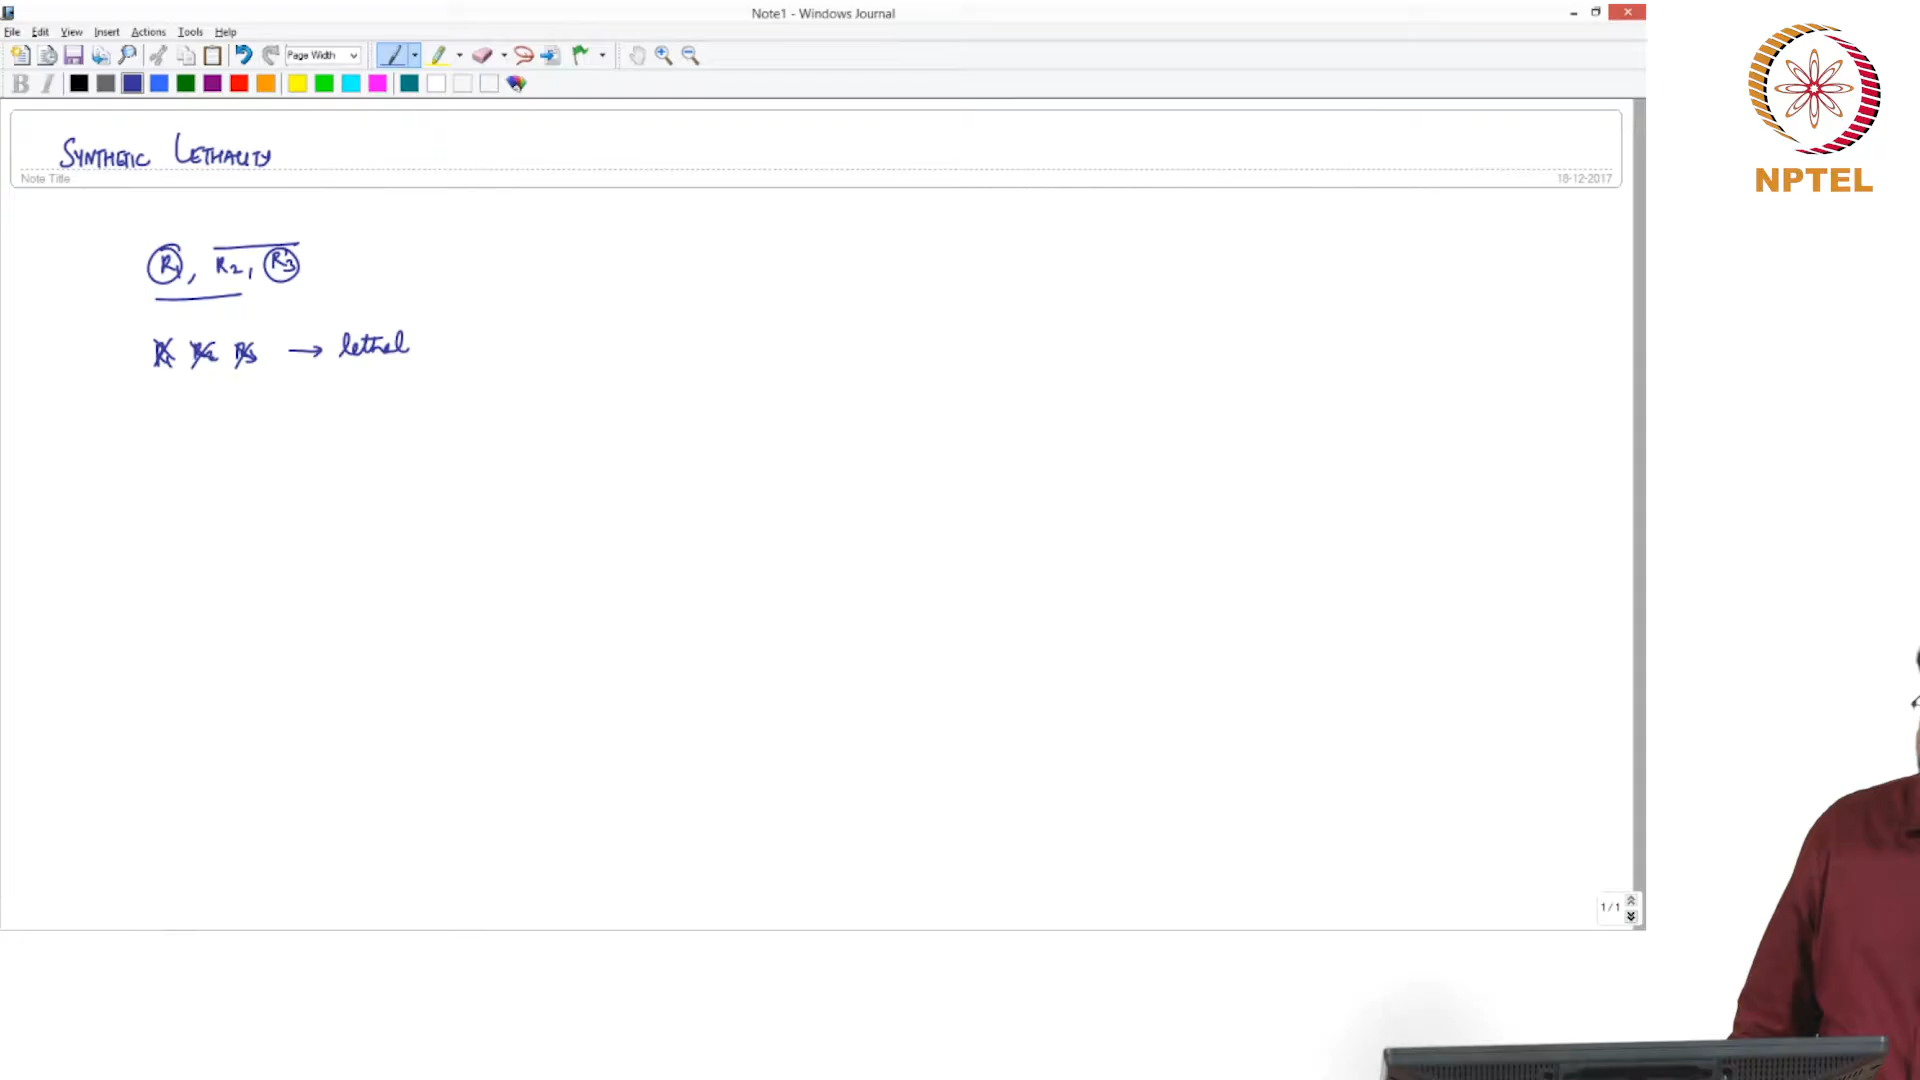 Note1 - Windows Journal
File Edit View Insert Actions Tools Help
Page Width
B I
SYNTHETIC LETHALITY
Note Title
18-12-2017
R1, R2, R3
R1 R2 R3 → lethal
1 / 1
NPTEL